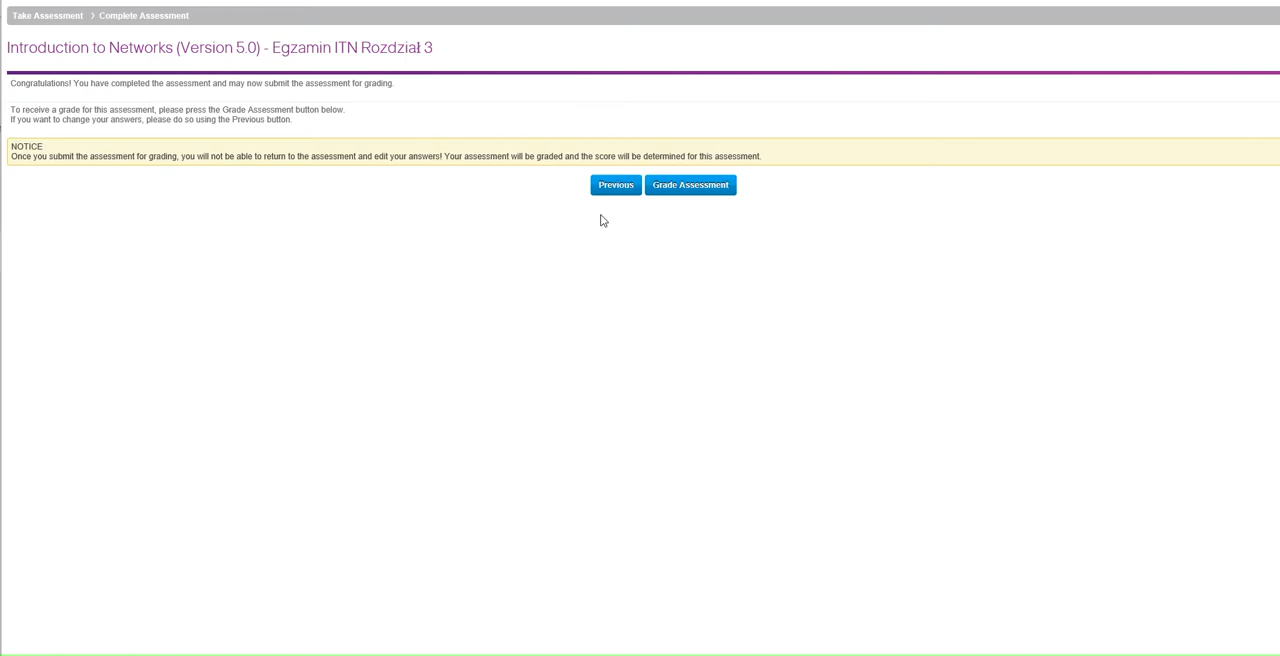 Take Assessment > Complete Assessment
Introduction to Networks (Version 5.0) - Egzamin ITN Rozdział 3
Congratulations! You have completed the assessment and may now submit the assessment for grading.
To receive a grade for this assessment, please press the Grade Assessment button below.
If you want to change your answers, please do so using the Previous button.
NOTICE
Once you submit the assessment for grading, you will not be able to return to the assessment and edit your answers! Your assessment will be graded and the score will be determined for this assessment.
Previous Grade Assessment